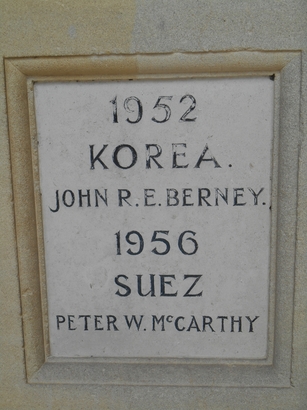 1952
KOREA.
JOHN R.E. BERNEY.
1956
SUEZ
PETER W. McCARTHY